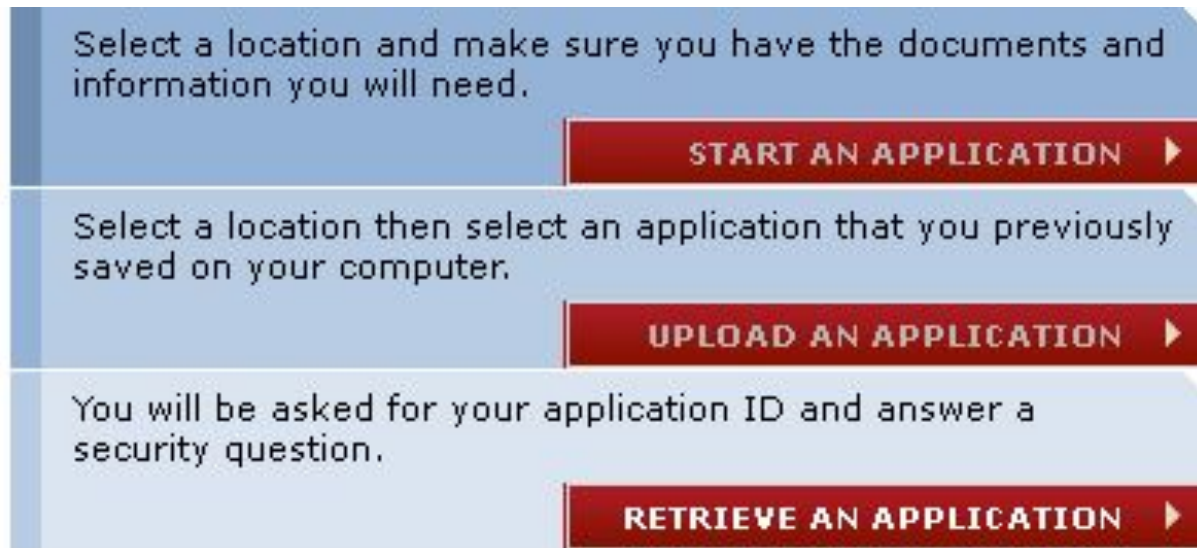 Select a location and make sure you have the documents and
information you will need.
START AN APPLICATION
Select a location then select an application that you previously
saved on your computer.
UPLOAD AN APPLICATION
You will be asked for your application ID and answer a
security question.
RETRIEVE AN APPLICATION